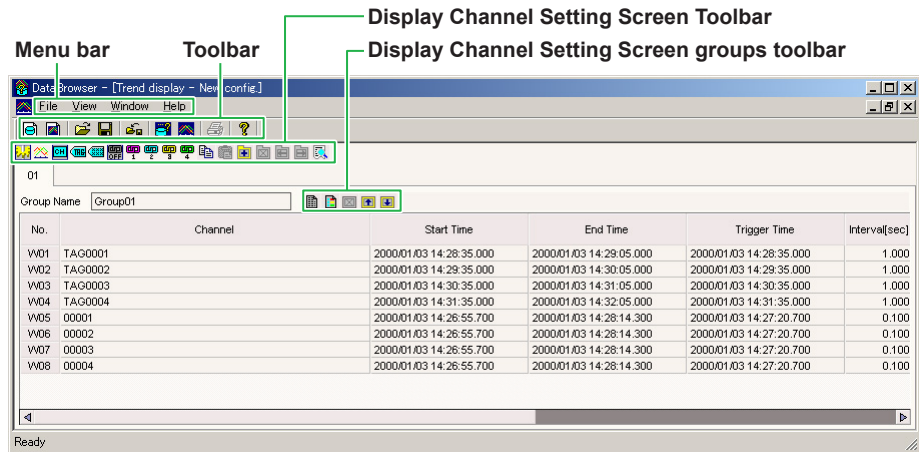 Display Channel Setting Screen Toolbar
Menu bar Toolbar Display Channel Setting Screen groups toolbar
DataBrowser - [Trend display - New config.]
File View Window Help
CH TAG OFF 1 2 3 4
01
Group Name Group01
No. Channel Start Time End Time Trigger Time Interval[sec]
W01 TAG0001 2000/01/03 14:28:35.000 2000/01/03 14:29:05.000 2000/01/03 14:28:35.000 1.000
W02 TAG0002 2000/01/03 14:29:35.000 2000/01/03 14:30:05.000 2000/01/03 14:29:35.000 1.000
W03 TAG0003 2000/01/03 14:30:35.000 2000/01/03 14:31:05.000 2000/01/03 14:30:35.000 1.000
W04 TAG0004 2000/01/03 14:31:35.000 2000/01/03 14:32:05.000 2000/01/03 14:31:35.000 1.000
W05 00001 2000/01/03 14:26:55.700 2000/01/03 14:28:14.300 2000/01/03 14:27:20.700 0.100
W06 00002 2000/01/03 14:26:55.700 2000/01/03 14:28:14.300 2000/01/03 14:27:20.700 0.100
W07 00003 2000/01/03 14:26:55.700 2000/01/03 14:28:14.300 2000/01/03 14:27:20.700 0.100
W08 00004 2000/01/03 14:26:55.700 2000/01/03 14:28:14.300 2000/01/03 14:27:20.700 0.100
Ready